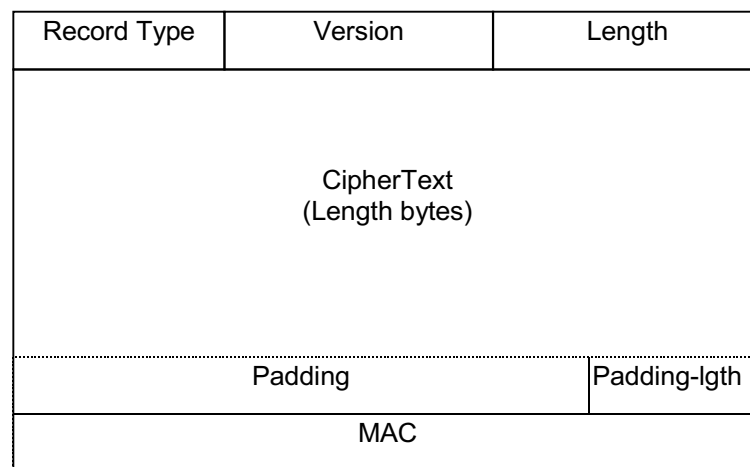 Record Type Version Length
CipherText
(Length bytes)
Padding Padding-lgth
MAC